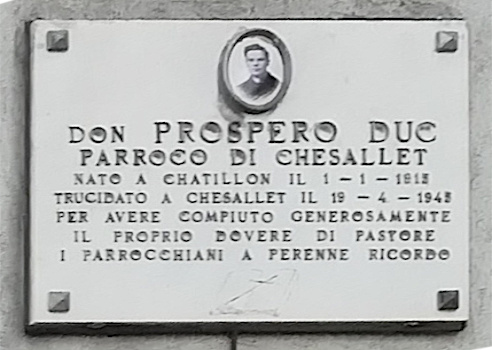 DON PROSPERO DUC
PARROCO DI CHESALLET
NATO A CHATILLON IL 1-1-1915
TRUCIDATO A CHESALLET IL 19-4-1945
PER AVERE COMPIUTO GENEROSAMENTE
IL PROPRIO DOVERE DI PASTORE
I PARROCCHIANI A PERENNE RICORDO